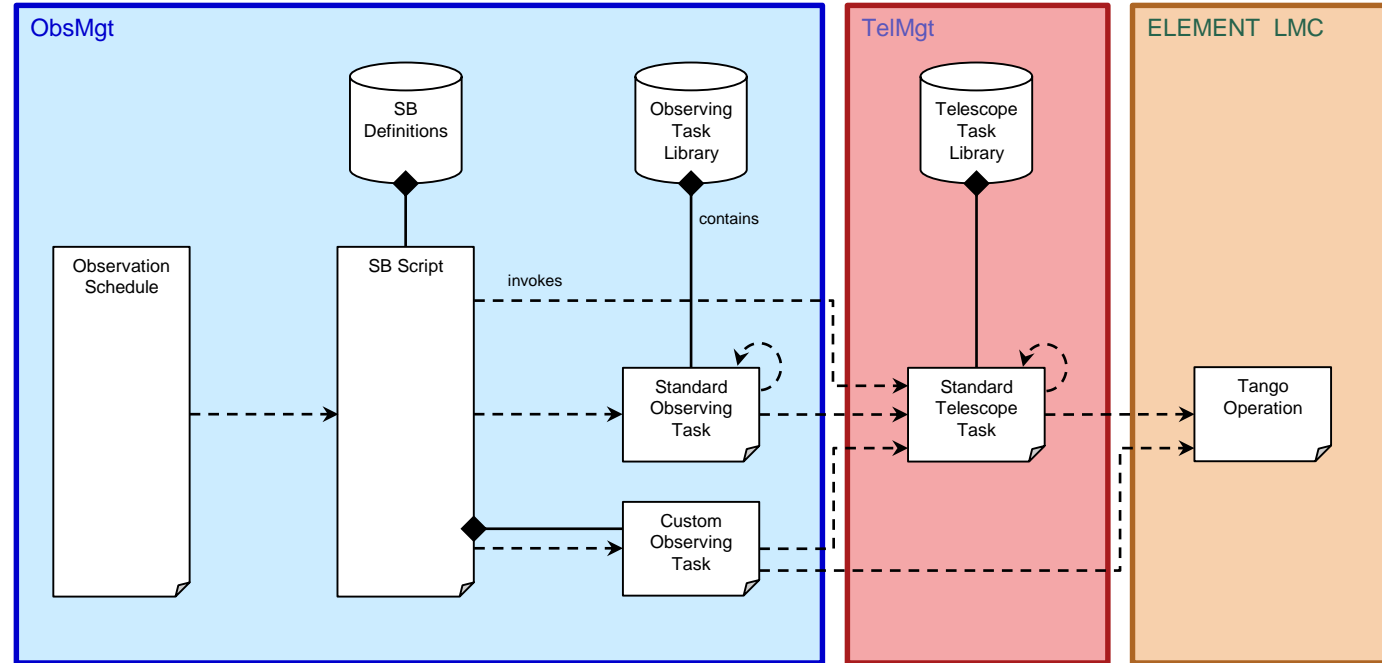 ObsMgt
TelMgt
ELEMENT LMC
SB
Definitions
Observing
Task
Library
Telescope
Task
Library
contains
Observation
Schedule
SB Script
invokes
Standard
Observing
Task
Standard
Telescope
Task
Tango
Operation
Custom
Observing
Task